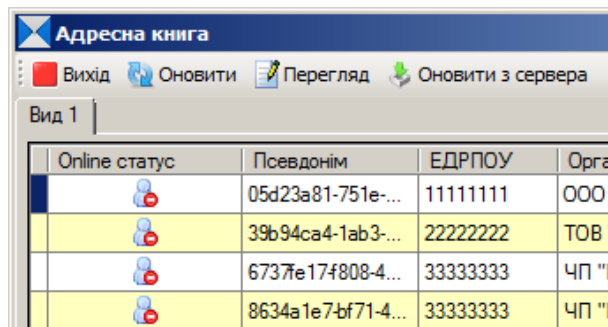 Адресна книга
Вихід Оновити Перегляд Оновити з сервера
Вид 1
Online статус Псевдонім ЕДРПОУ Орга
05d23a81-751e-... 11111111 ООО
39b94ca4-1ab3-... 22222222 ТОВ
6737fe17-f808-4... 33333333 ЧП "
8634a1e7-bf71-4... 33333333 ЧП "